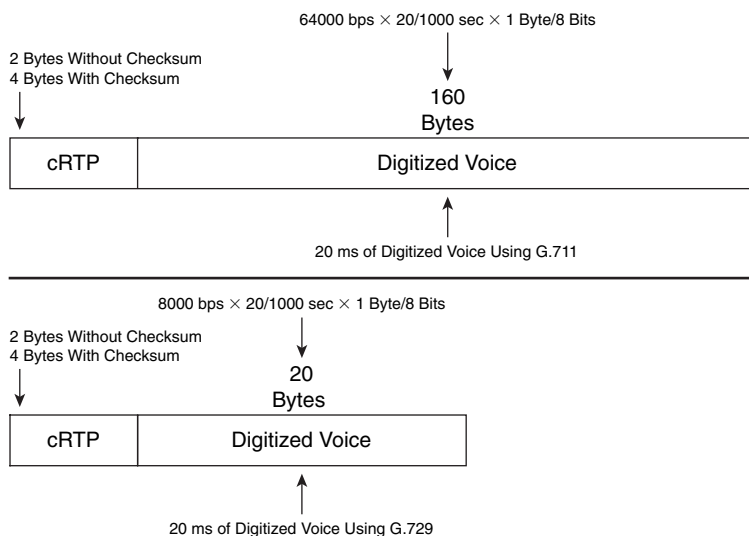 64000 bps × 20/1000 sec × 1 Byte/8 Bits
2 Bytes Without Checksum
4 Bytes With Checksum
160
Bytes
cRTP
Digitized Voice
20 ms of Digitized Voice Using G.711
8000 bps × 20/1000 sec × 1 Byte/8 Bits
2 Bytes Without Checksum
4 Bytes With Checksum
20
Bytes
cRTP
Digitized Voice
20 ms of Digitized Voice Using G.729